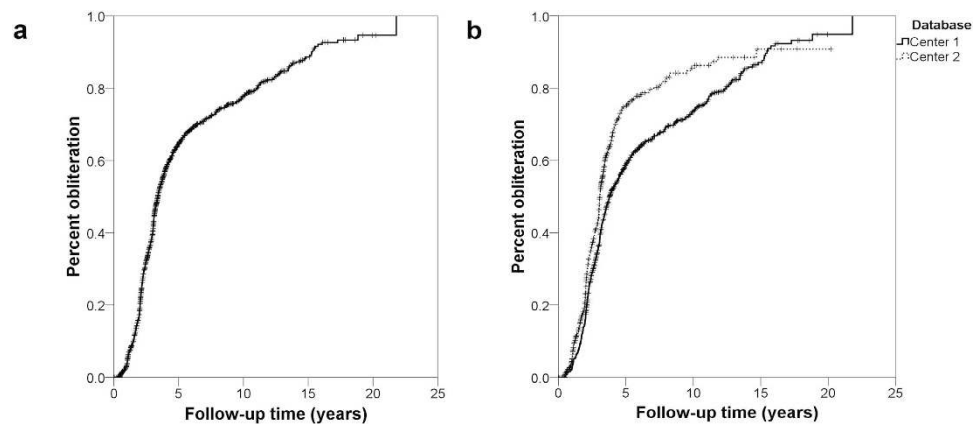 a
1.0
0.8
0.6
0.4
0.2
0.0
Percent obliteration
0 5 10 15 20 25
Follow-up time (years)
b
1.0
0.8
0.6
0.4
0.2
0.0
Percent obliteration
0 5 10 15 20 25
Follow-up time (years)
Database
Center 1
Center 2